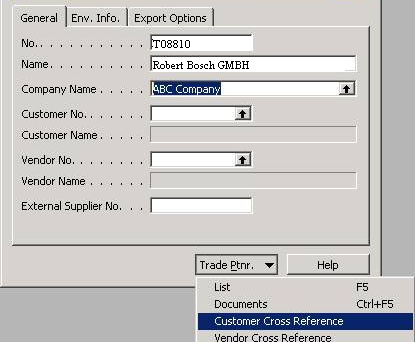 General Env. Info. Export Options
No. . . . . . . . . . . . T08810
Name . . . . . . . . . . Robert Bosch GMBH
Company Name . . . . . ABC Company
Customer No. . . . . . .
Customer Name . . . . .
Vendor No. . . . . . . .
Vendor Name . . . . . .
External Supplier No. . . .
Trade Ptnr. Help
List F5
Documents Ctrl+F5
Customer Cross Reference
Vendor Cross Reference